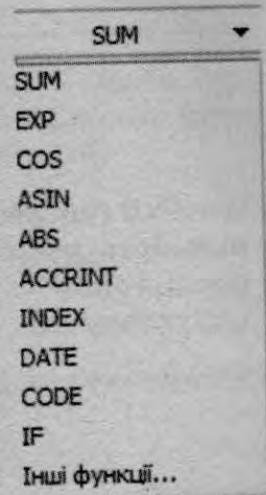 SUM
SUM
EXP
COS
ASIN
ABS
ACCRINT
INDEX
DATE
CODE
IF
Інші функції...